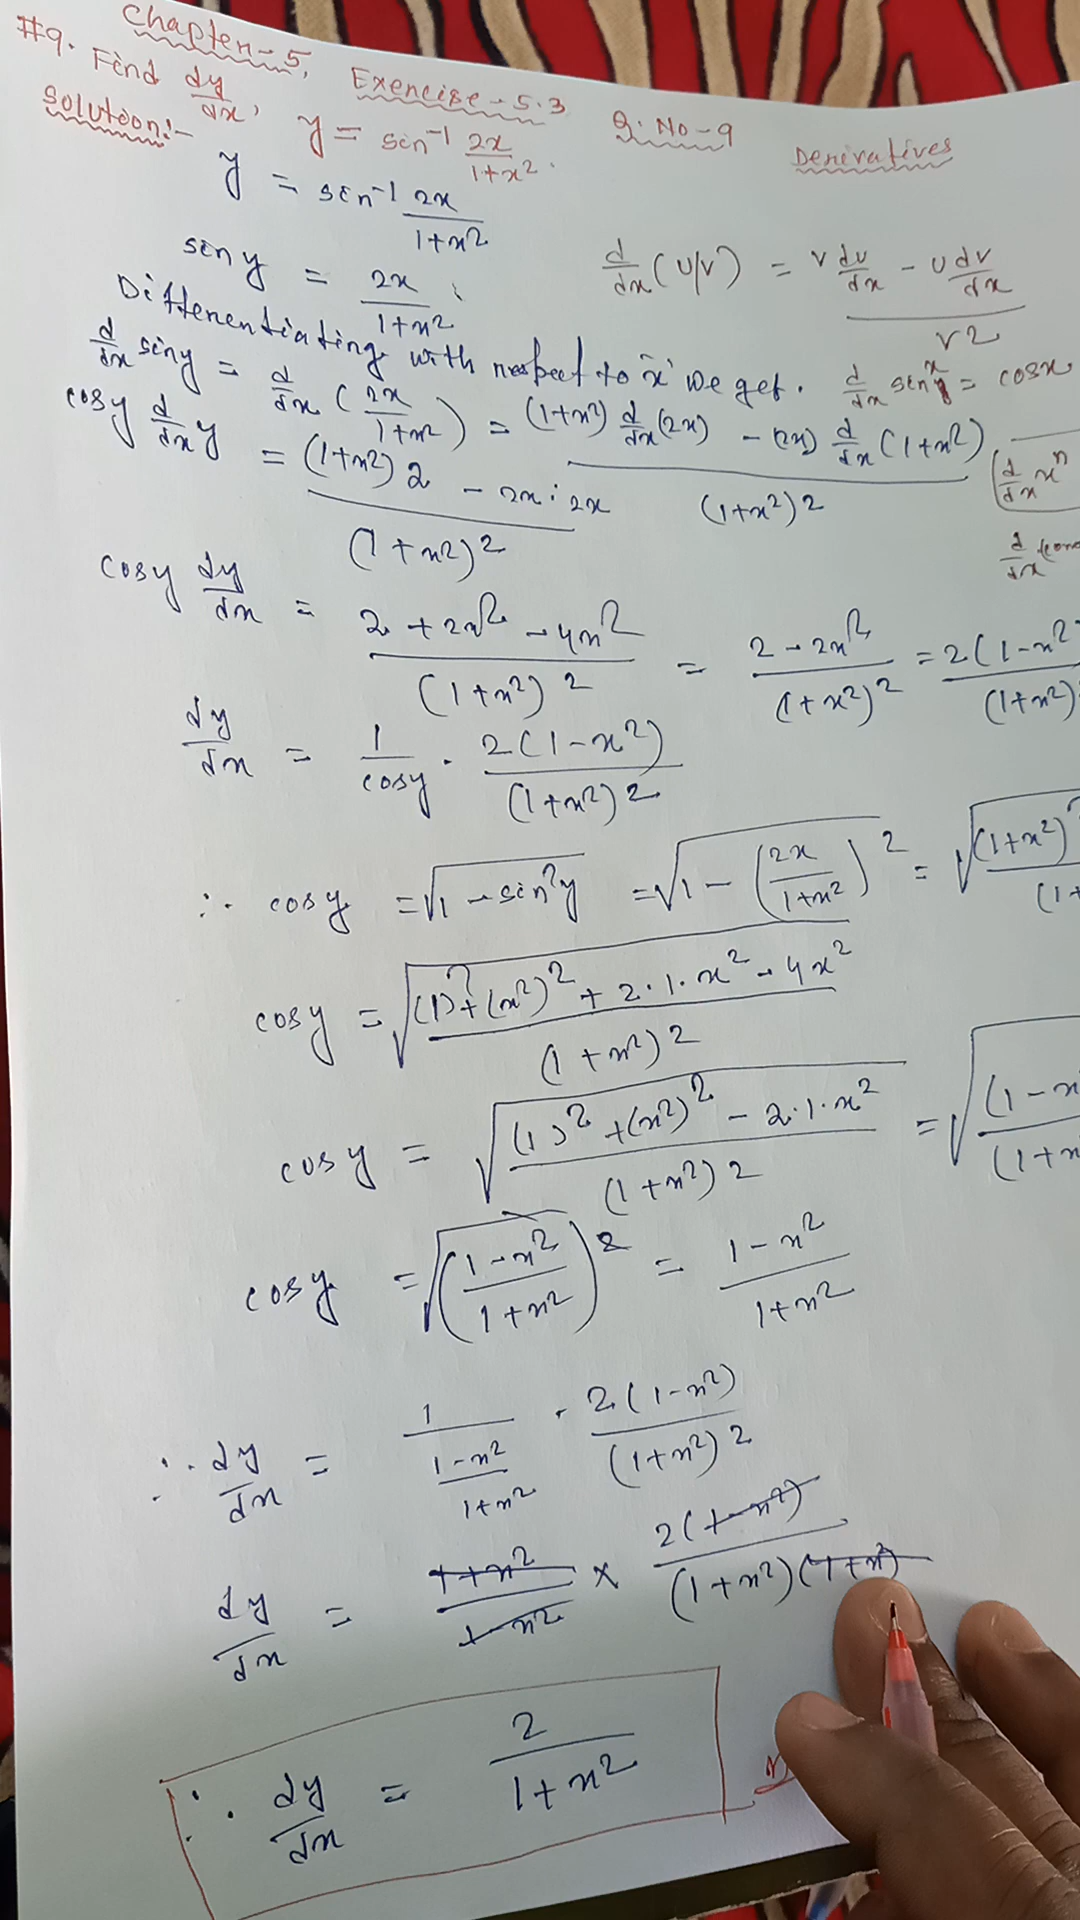 Chapter-5, Exercise-5.3 Q.No-9
#9. Find dy/dx, y = sin⁻¹ 2x/1+x². Derivatives
Solution:-
y = sin⁻¹ 2x/1+x²
sin y = 2x/1+x²
d/dx (u/v) = v du/dx - u dv/dx / v2
Differentiating with respect to 'x' we get.
d/dx sin x = cos x
d/dx sin y = d/dx (2x/1+x²) = (1+x²) d/dx (2x) - (2x) d/dx (1+x²) / (1+x²)2
d/dx xⁿ
cos y d/dx y = (1+x²) 2 - 2x . 2x / (1+x²)2
d/dx
cos y dy/dx = 2 + 2x² - 4x² / (1+x²)2 = 2 - 2x² / (1+x²)2 = 2(1-x² / (1+x²)
dy/dx = 1/cos y . 2(1-x²) / (1+x²)2
∴ cos y = √1 - sin²y = √1 - (2x/1+x²)² = √(1+x²) / (1+
cos y = √(1)² + (x²)² + 2.1.x² - 4x² / (1+x²)2
cos y = √(1)² + (x²)² - 2.1.x² / (1+x²)2 = √(1-x / (1+x
cos y = √(1-x²/1+x²)2 = 1-x²/1+x²
∴ dy/dx = 1 / 1-x²/1+x² . 2(1-x²) / (1+x²)2
dy/dx = 1+x²/1-x² × 2(1-x²) / (1+x²)(1+x²)
∴ dy/dx = 2/1+x²